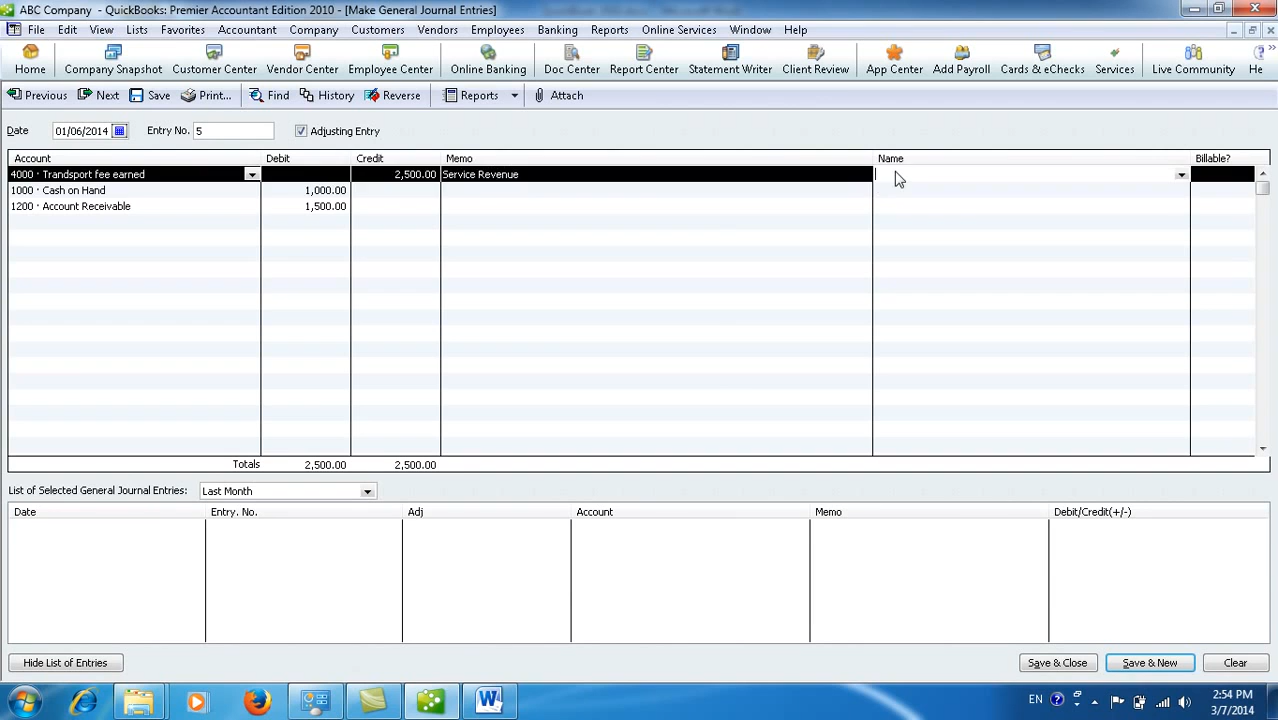 ABC Company - QuickBooks: Premier Accountant Edition 2010 - [Make General Journal Entries]
File Edit View Lists Favorites Accountant Company Customers Vendors Employees Reports Online Services Window Help
Home Company Snapshot Customer Center Vendor Center Employee Center Online Banking Doc Center Report Center Statement Writer Client Review App Center Add Payroll Cards & eChecks Services Live Community He
Previous Next Save Print... Find History Reverse Reports Attach
Date 01/06/2014 Entry No. 5 Adjusting Entry
Account Debit Credit Memo Name Billable?
4000 · Trandsport fee earned 2,500.00 Service Revenue
1000 · Cash on Hand 1,000.00
1200 · Account Receivable 1,500.00
Totals 2,500.00 2,500.00
List of Selected General Journal Entries: Last Month
Date Entry. No. Adj Account Memo Debit/Credit(+/-)
Hide List of Entries Save & Close Save & New Clear
EN 2:54 PM
3/7/2014